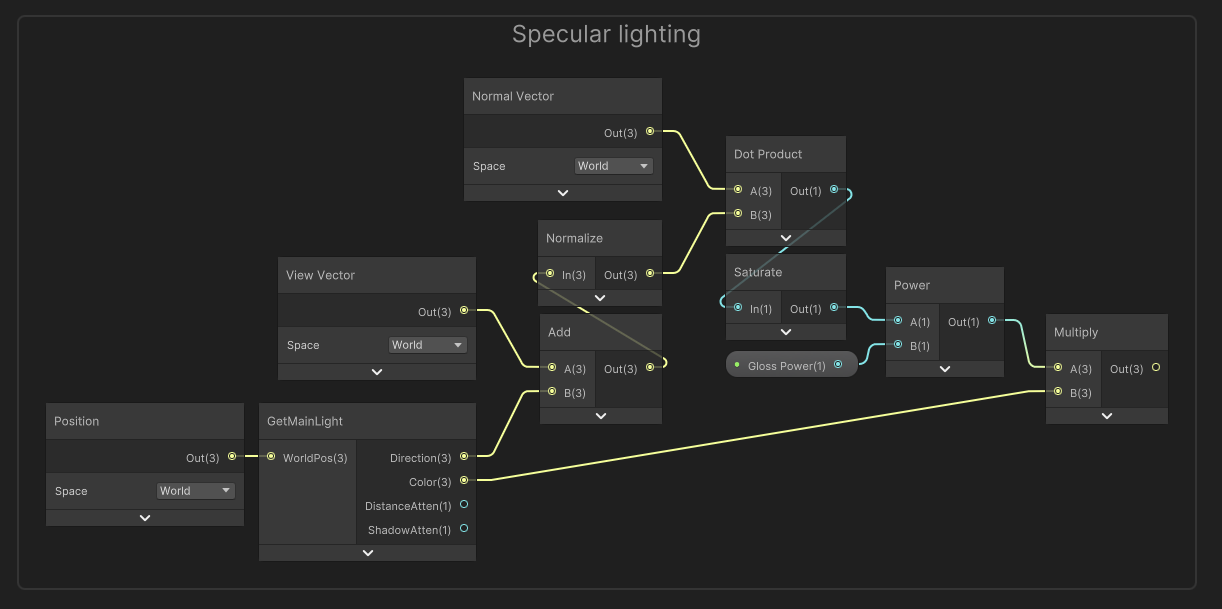 Specular lighting
Normal Vector
Out(3)
Space World
Dot Product
A(3) Out(1)
B(3)
Normalize
In(3) Out(3)
View Vector
Out(3)
Space World
Saturate
In(1) Out(1)
Power
A(1) Out(1)
B(1)
Add
A(3) Out(3)
B(3)
Gloss Power(1)
Multiply
A(3) Out(3)
B(3)
Position
Out(3)
Space World
GetMainLight
WorldPos(3) Direction(3)
Color(3)
DistanceAtten(1)
ShadowAtten(1)